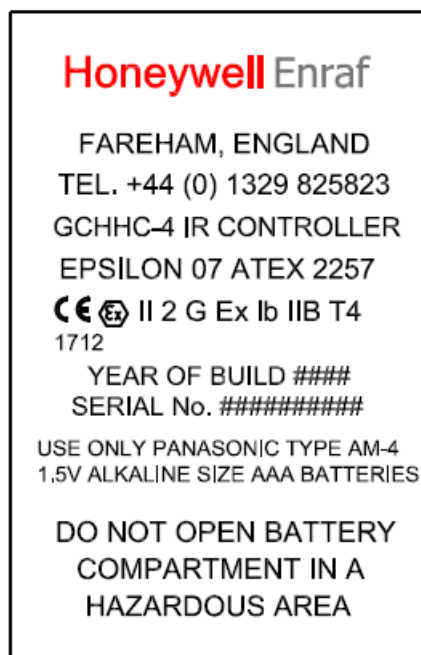 Honeywell Enraf
FAREHAM, ENGLAND
TEL. +44 (0) 1329 825823
GCHHC-4 IR CONTROLLER
EPSILON 07 ATEX 2257
CE Ex II 2 G Ex Ib IIB T4
1712
YEAR OF BUILD ####
SERIAL No. ##########
USE ONLY PANASONIC TYPE AM-4
1.5V ALKALINE SIZE AAA BATTERIES
DO NOT OPEN BATTERY
COMPARTMENT IN A
HAZARDOUS AREA